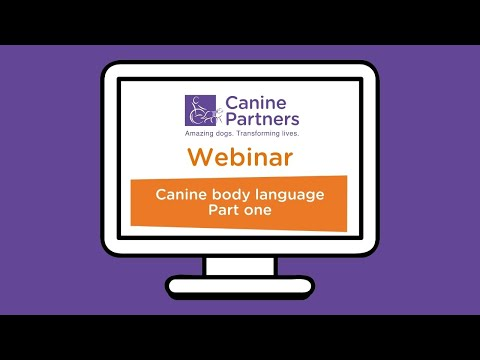 Canine
Partners
Amazing dogs. Transforming lives.
Webinar
Canine body language
Part one